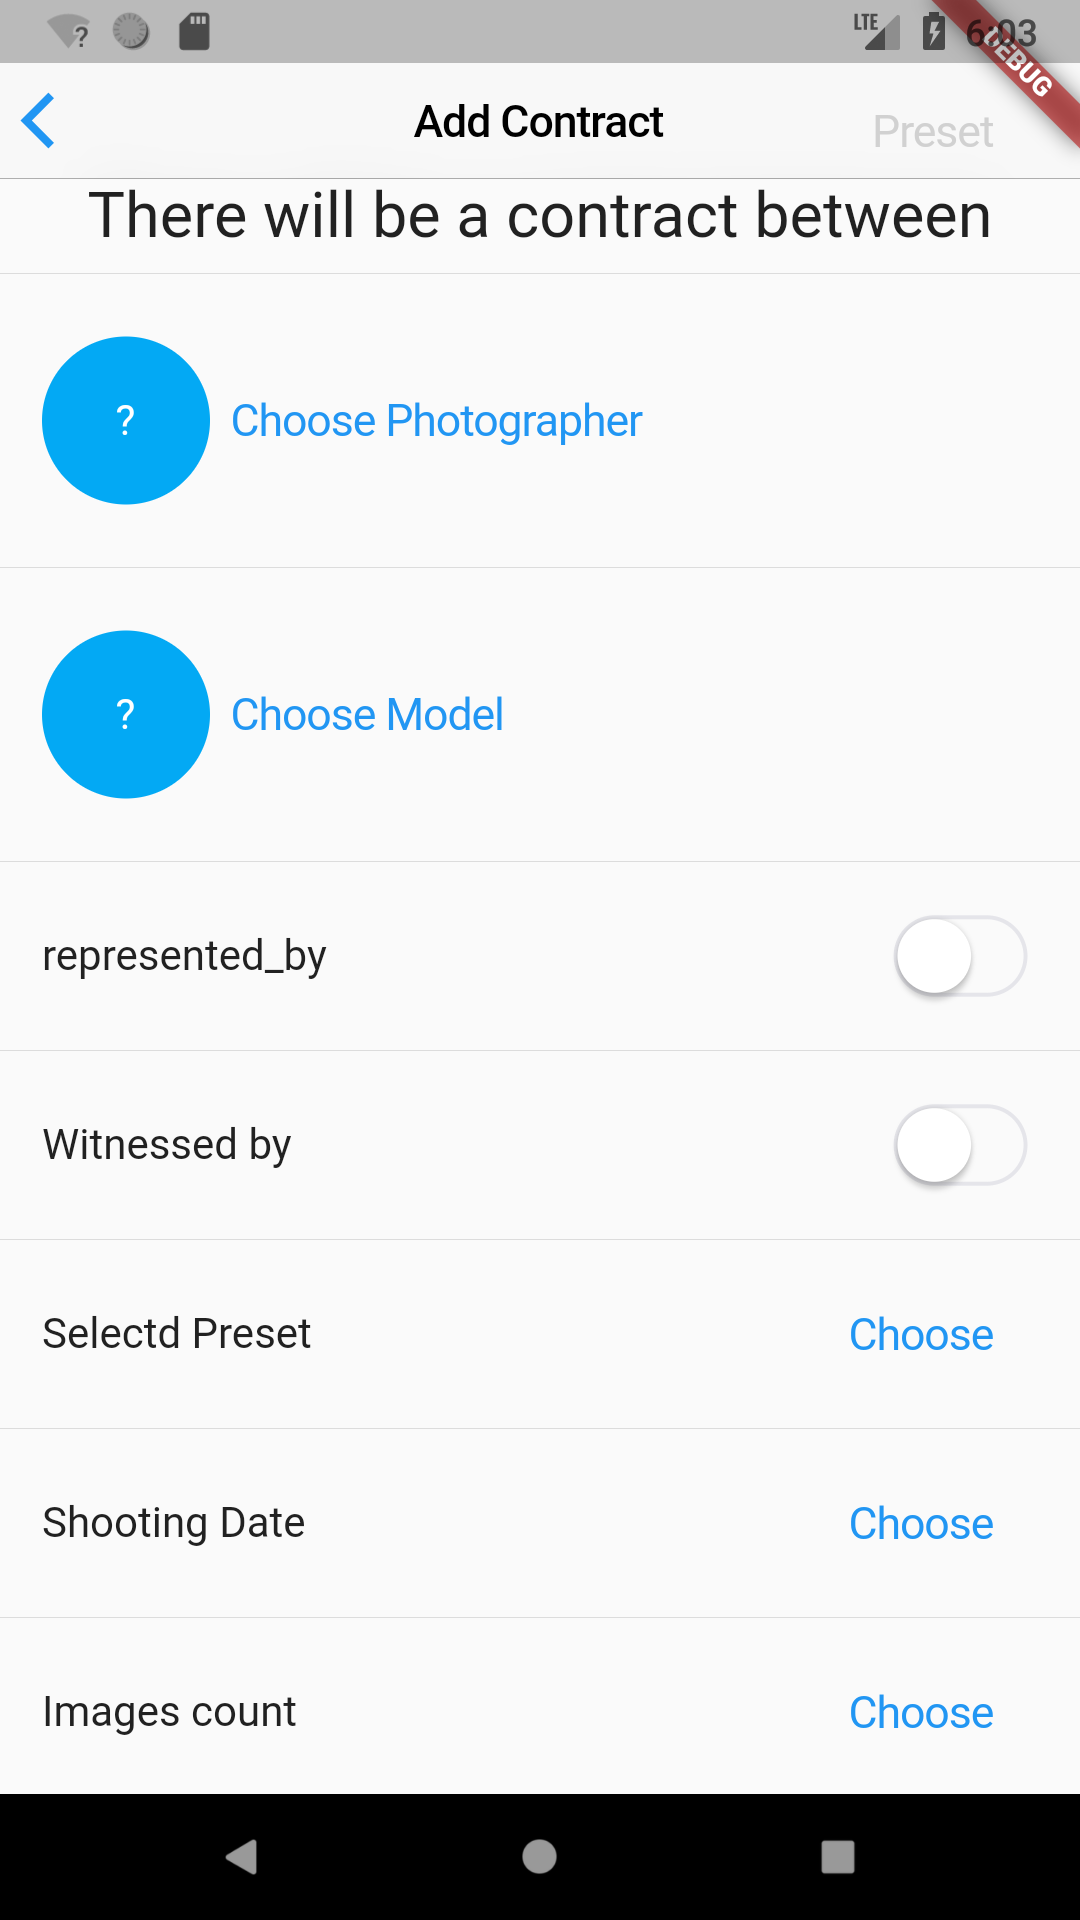 LTE 6:03
DEBUG
Add Contract
Preset
There will be a contract between
?
Choose Photographer
?
Choose Model
represented_by
Witnessed by
Selectd Preset
Choose
Shooting Date
Choose
Images count
Choose